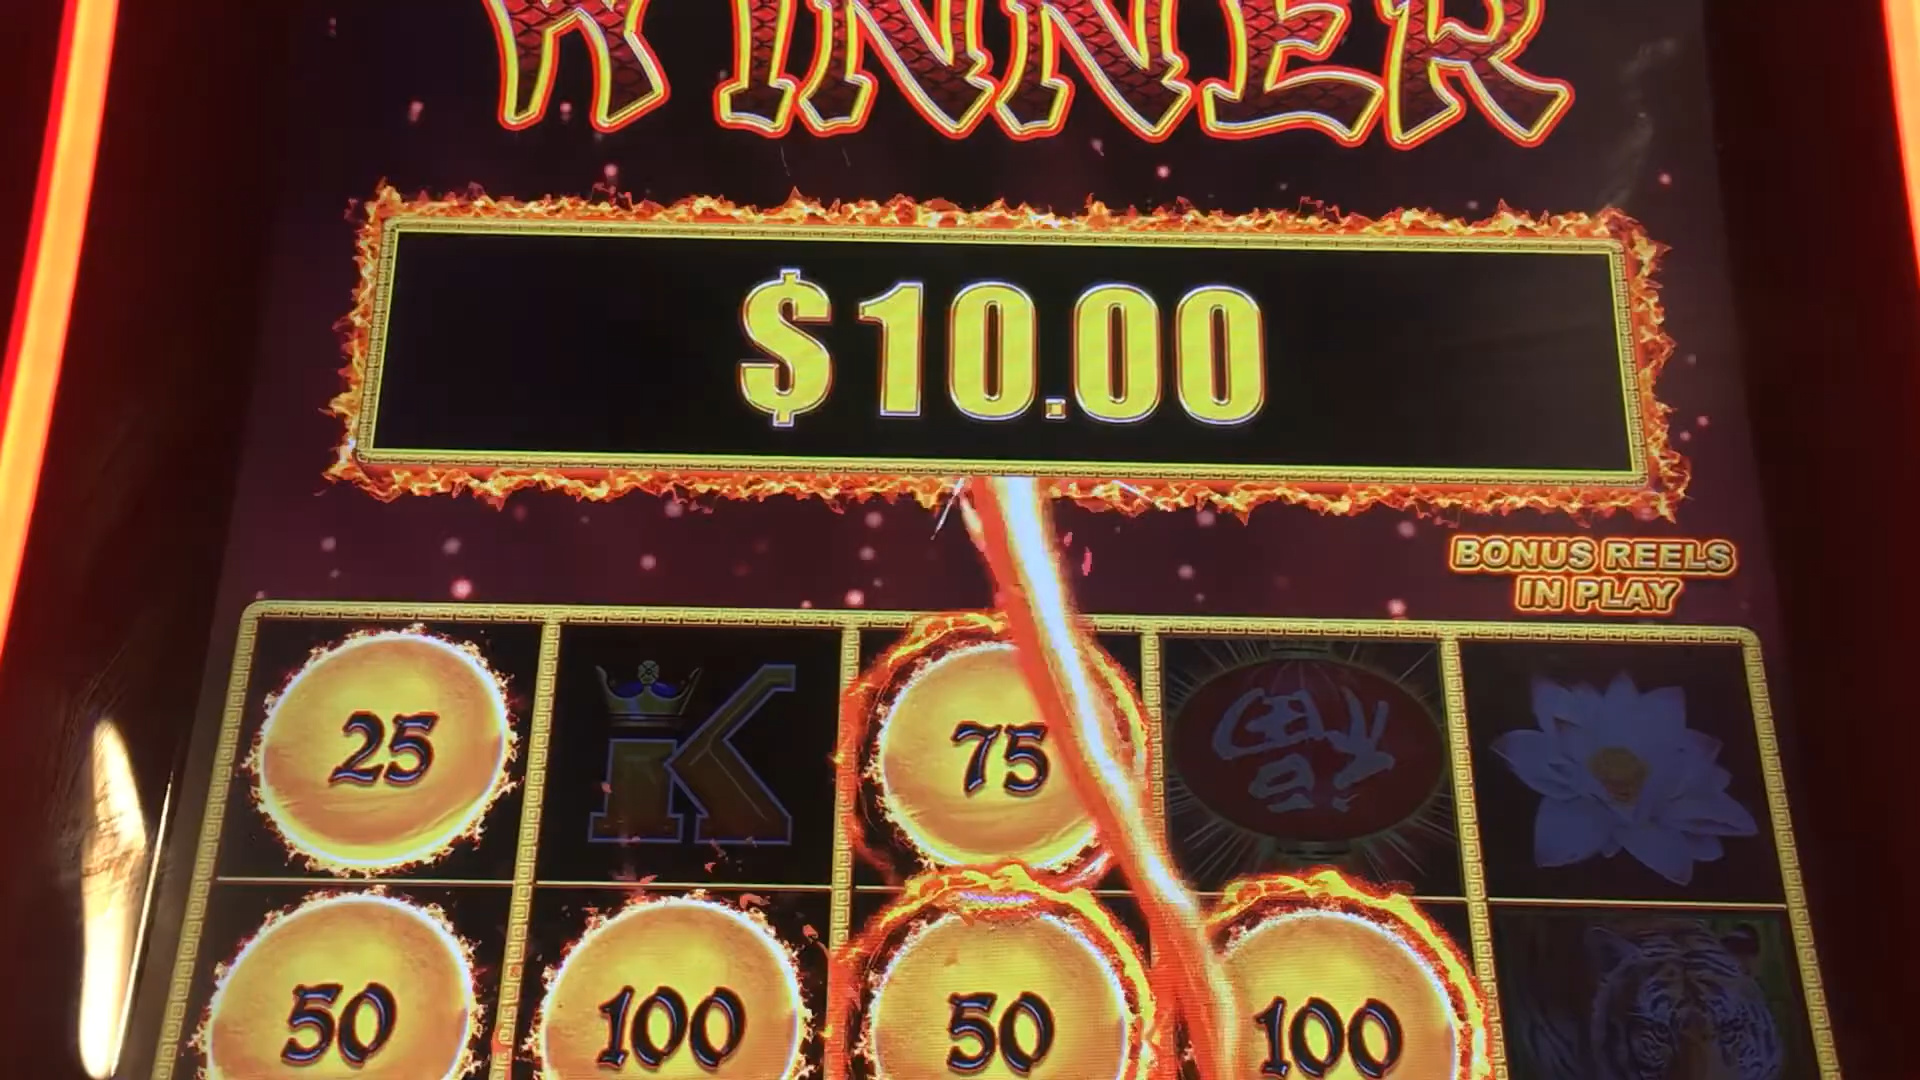 WINNER
$10.00
BONUS REELS
IN PLAY
25 K 75
50 100 50 100